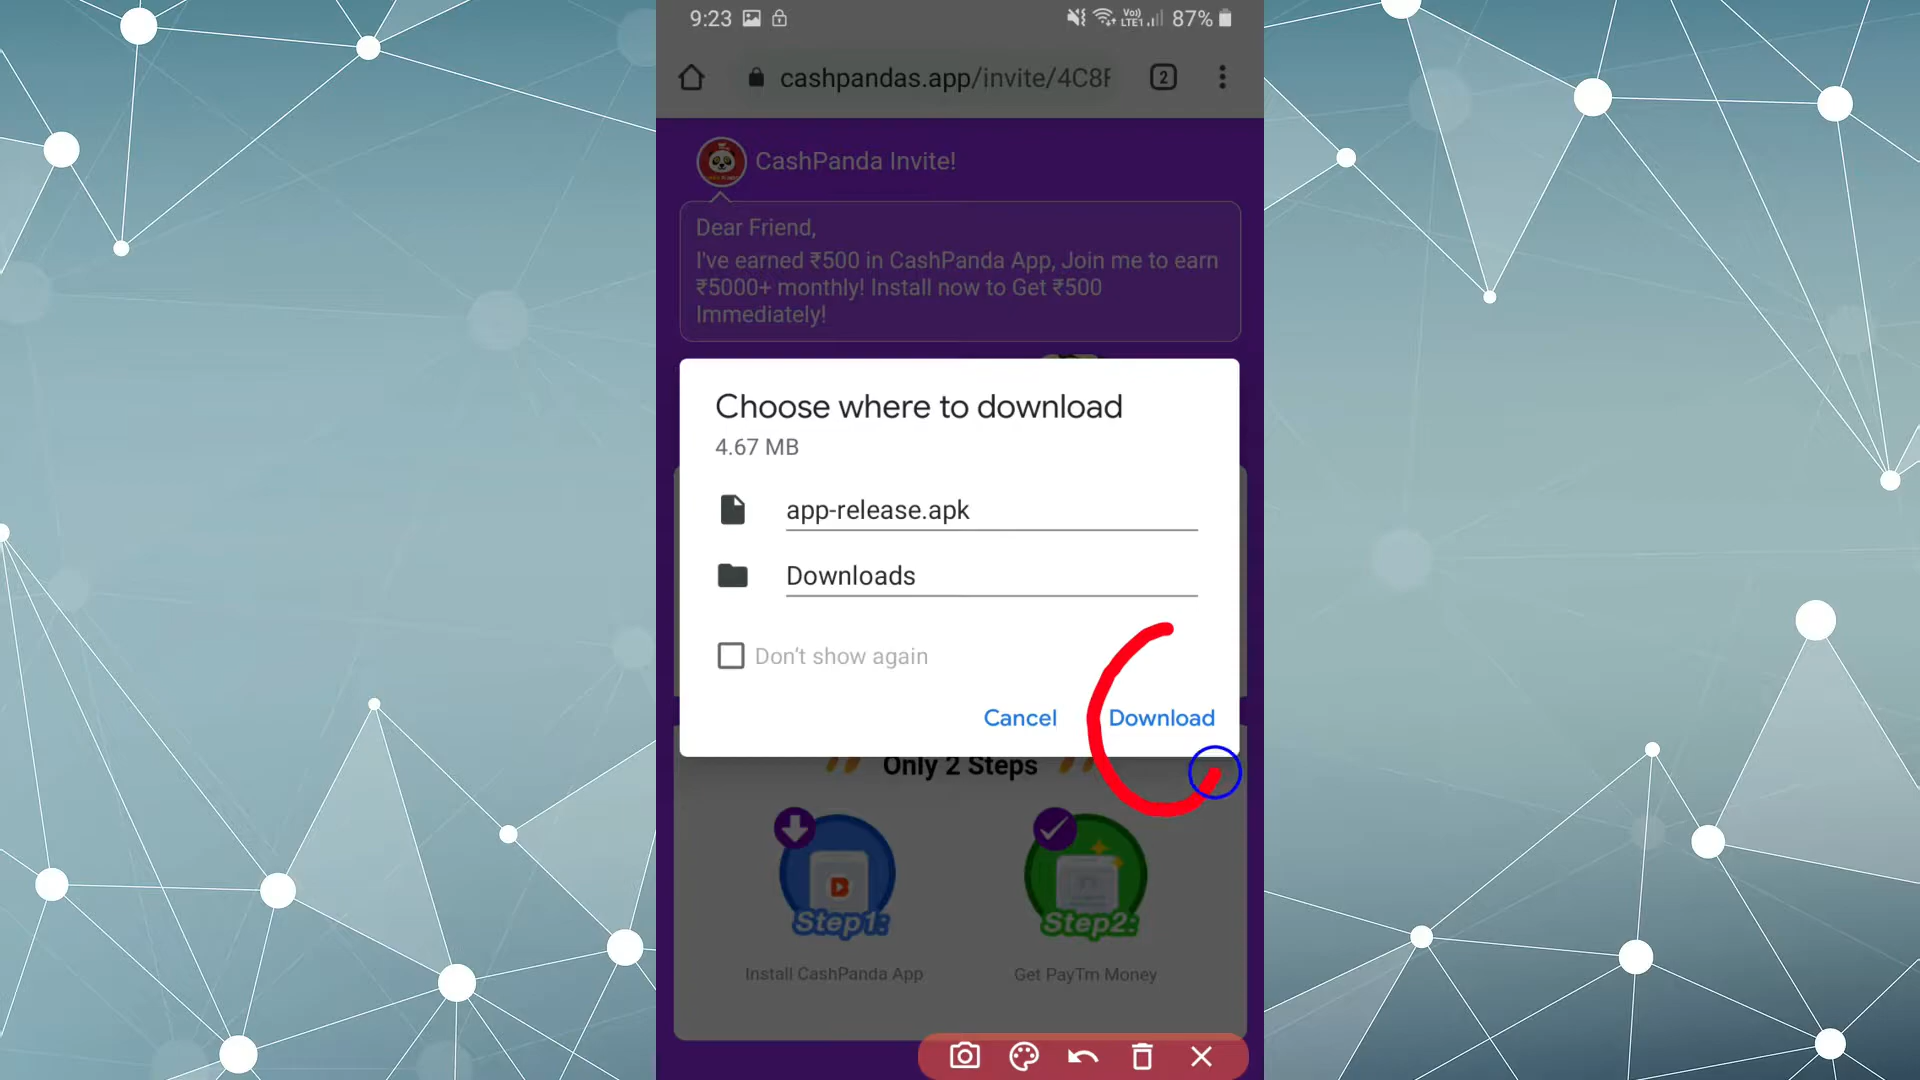 9:23
Vo)
LTE1
87%
cashpandas.app/invite/4C8F
2
CashPanda Invite!
Dear Friend,
I've earned ₹500 in CashPanda App, Join me to earn
₹5000+ monthly! Install now to Get ₹500
Immediately!
Choose where to download
4.67 MB
app-release.apk
Downloads
Don't show again
Cancel
Download
Only 2 Steps
Step1:
Step2:
Install CashPanda App
Get PayTm Money